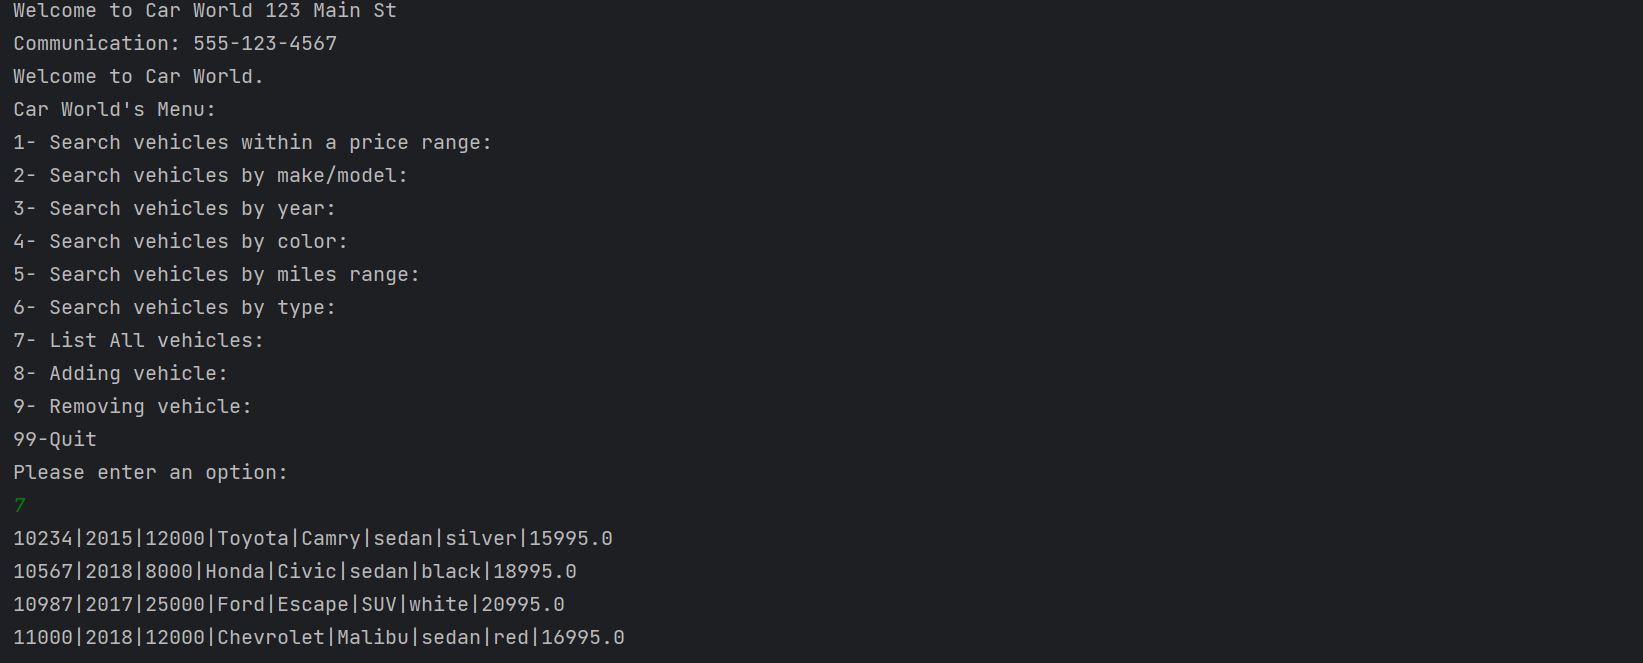 Welcome to Car World 123 Main St
Communication: 555-123-4567
Welcome to Car World.
Car World's Menu:
1- Search vehicles within a price range:
2- Search vehicles by make/model:
3- Search vehicles by year:
4- Search vehicles by color:
5- Search vehicles by miles range:
6- Search vehicles by type:
7- List All vehicles:
8- Adding vehicle:
9- Removing vehicle:
99-Quit
Please enter an option:
7
10234|2015|12000|Toyota|Camry|sedan|silver|15995.0
10567|2018|8000|Honda|Civic|sedan|black|18995.0
10987|2017|25000|Ford|Escape|SUV|white|20995.0
11000|2018|12000|Chevrolet|Malibu|sedan|red|16995.0